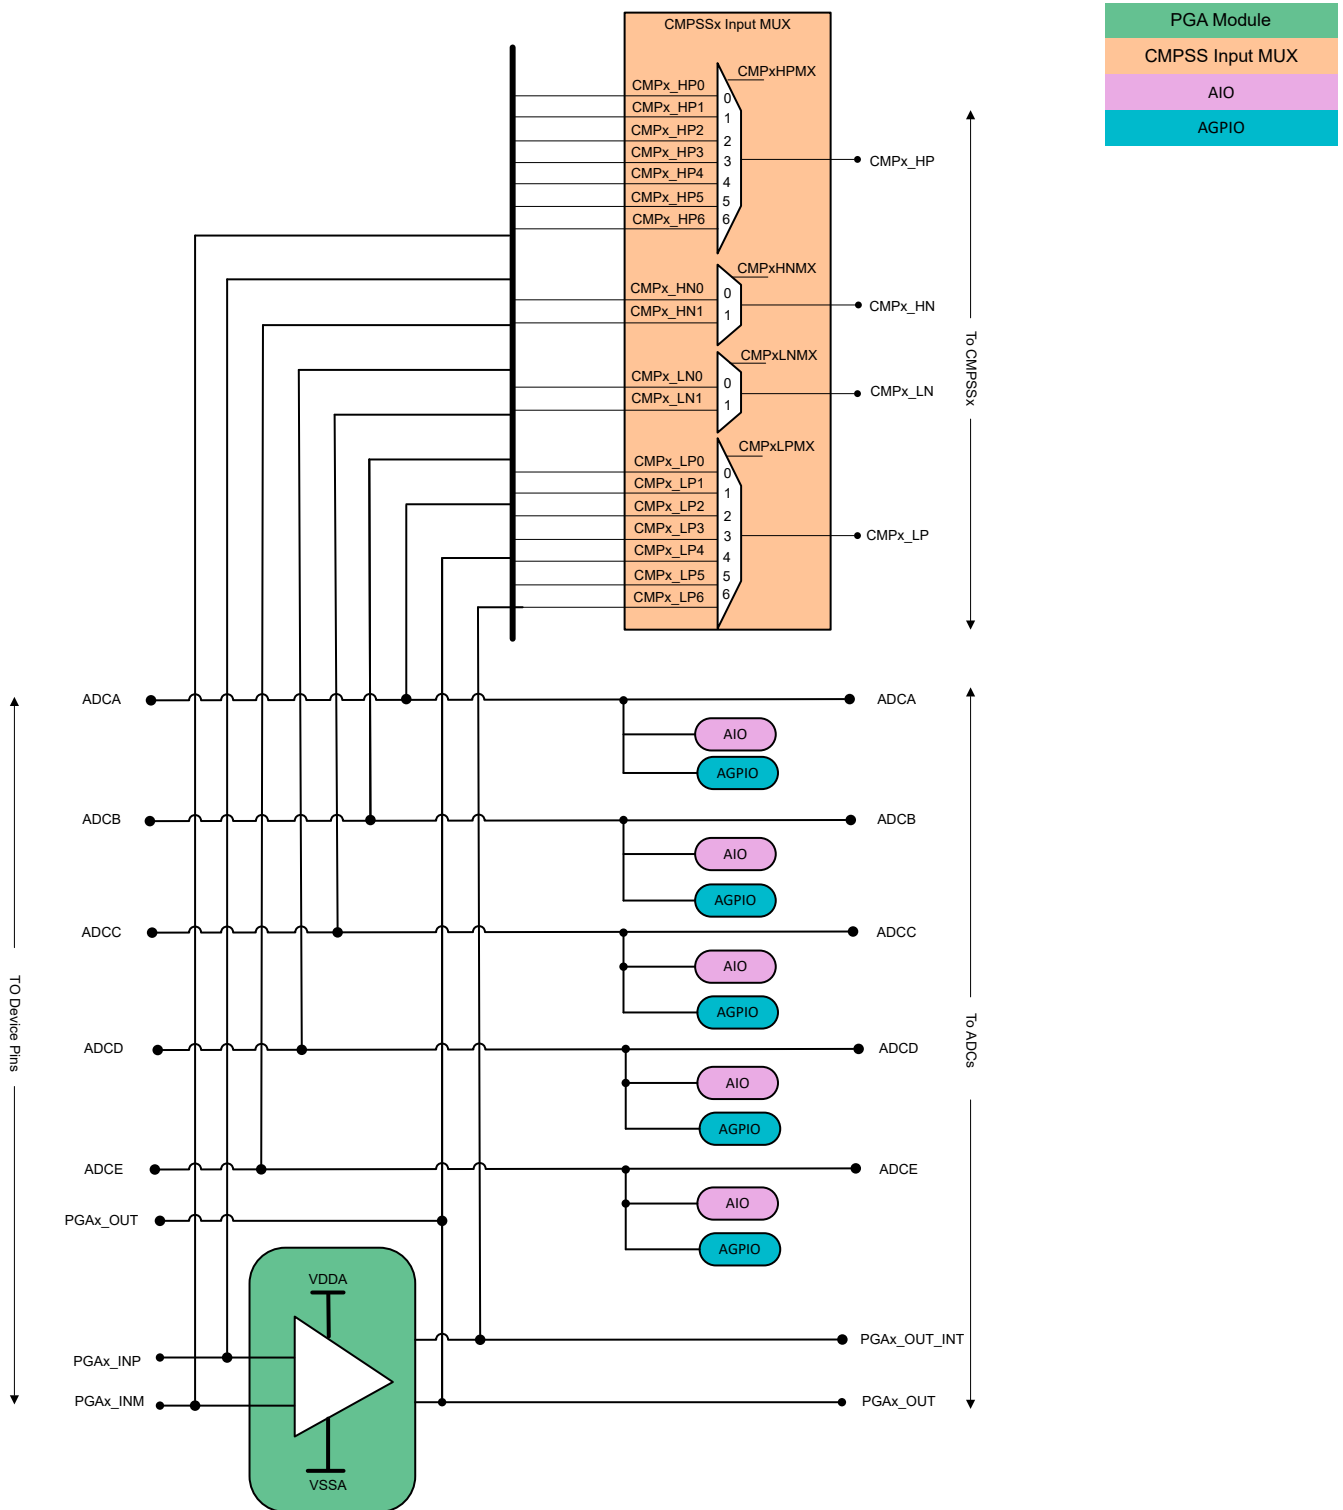 PGA Module
CMPSS Input MUX
AIO
AGPIO
CMPSSx Input MUX
CMPxHPMX
CMPx_HP0
0
CMPx_HP1
1
CMPx_HP2
2
CMPx_HP3
3
CMPx_HP4
4
CMPx_HP5
5
CMPx_HP6
6
CMPx_HP
CMPxHNMX
CMPx_HN0
0
CMPx_HN1
1
CMPx_HN
CMPxLNMX
CMPx_LN0
0
CMPx_LN1
1
CMPx_LN
CMPxLPMX
CMPx_LP0
0
CMPx_LP1
1
CMPx_LP2
2
CMPx_LP3
3
CMPx_LP4
4
CMPx_LP5
5
CMPx_LP6
6
CMPx_LP
To CMPSSx
ADCA
ADCA
AIO
AGPIO
ADCB
ADCB
AIO
AGPIO
ADCC
ADCC
AIO
AGPIO
TO Device Pins
To ADCs
ADCD
ADCD
AIO
AGPIO
ADCE
ADCE
AIO
AGPIO
PGAx_OUT
VDDA
PGAx_INP
PGAx_INM
VSSA
PGAx_OUT_INT
PGAx_OUT